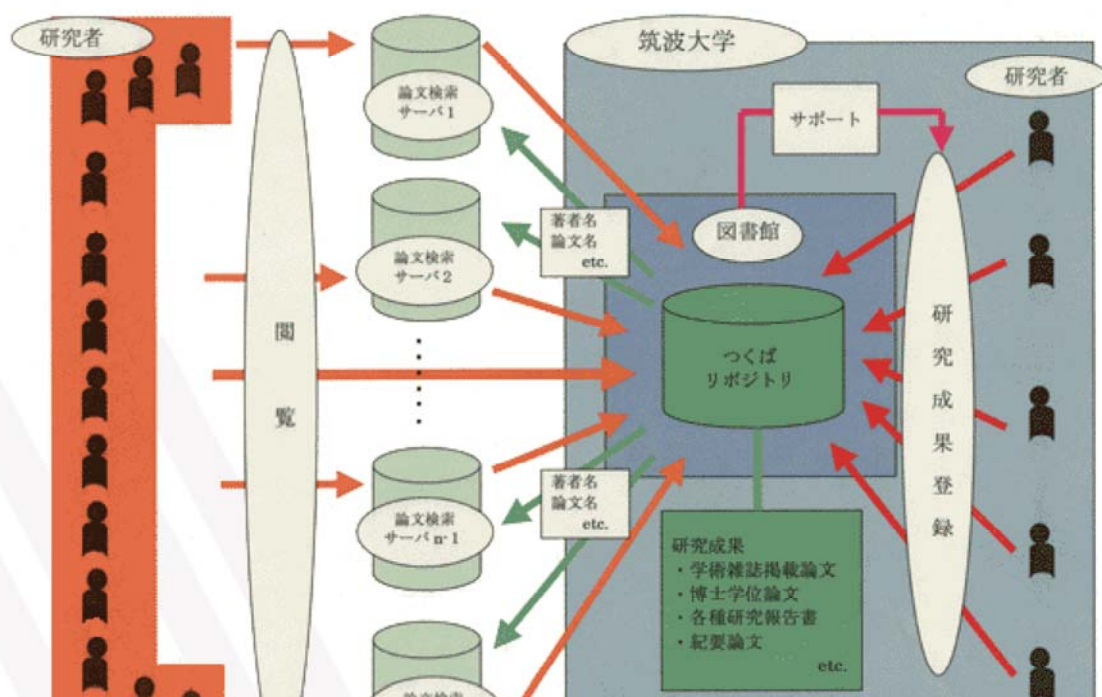 研究者
閲覧
論文検索
サーバ1
論文検索
サーバ2
論文検索
サーバ n-1
論文検索
著者名
論文名
etc.
著者名
論文名
etc.
筑波大学
研究者
サポート
図書館
つくば
リポジトリ
研究成果登録
研究成果
・学術雑誌掲載論文
・博士学位論文
・各種研究報告書
・紀要論文
etc.